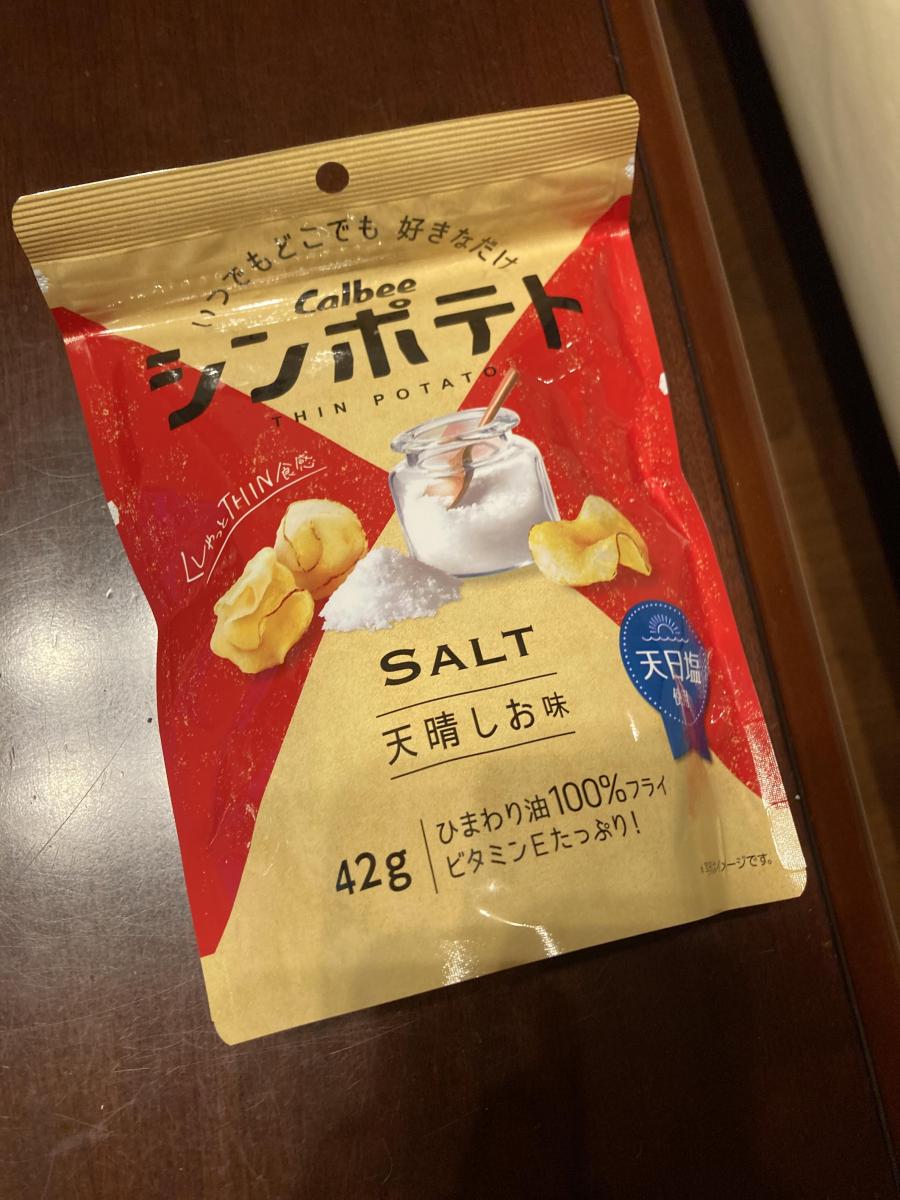 いつでもどこでも 好きなだけ
Calbee
シンポテト
THIN POTATO
くしゃっとTHIN食感
SALT
天晴しお味
天日塩
使用
42g
ひまわり油100%フライ
ビタミンEたっぷり!
イメージです。